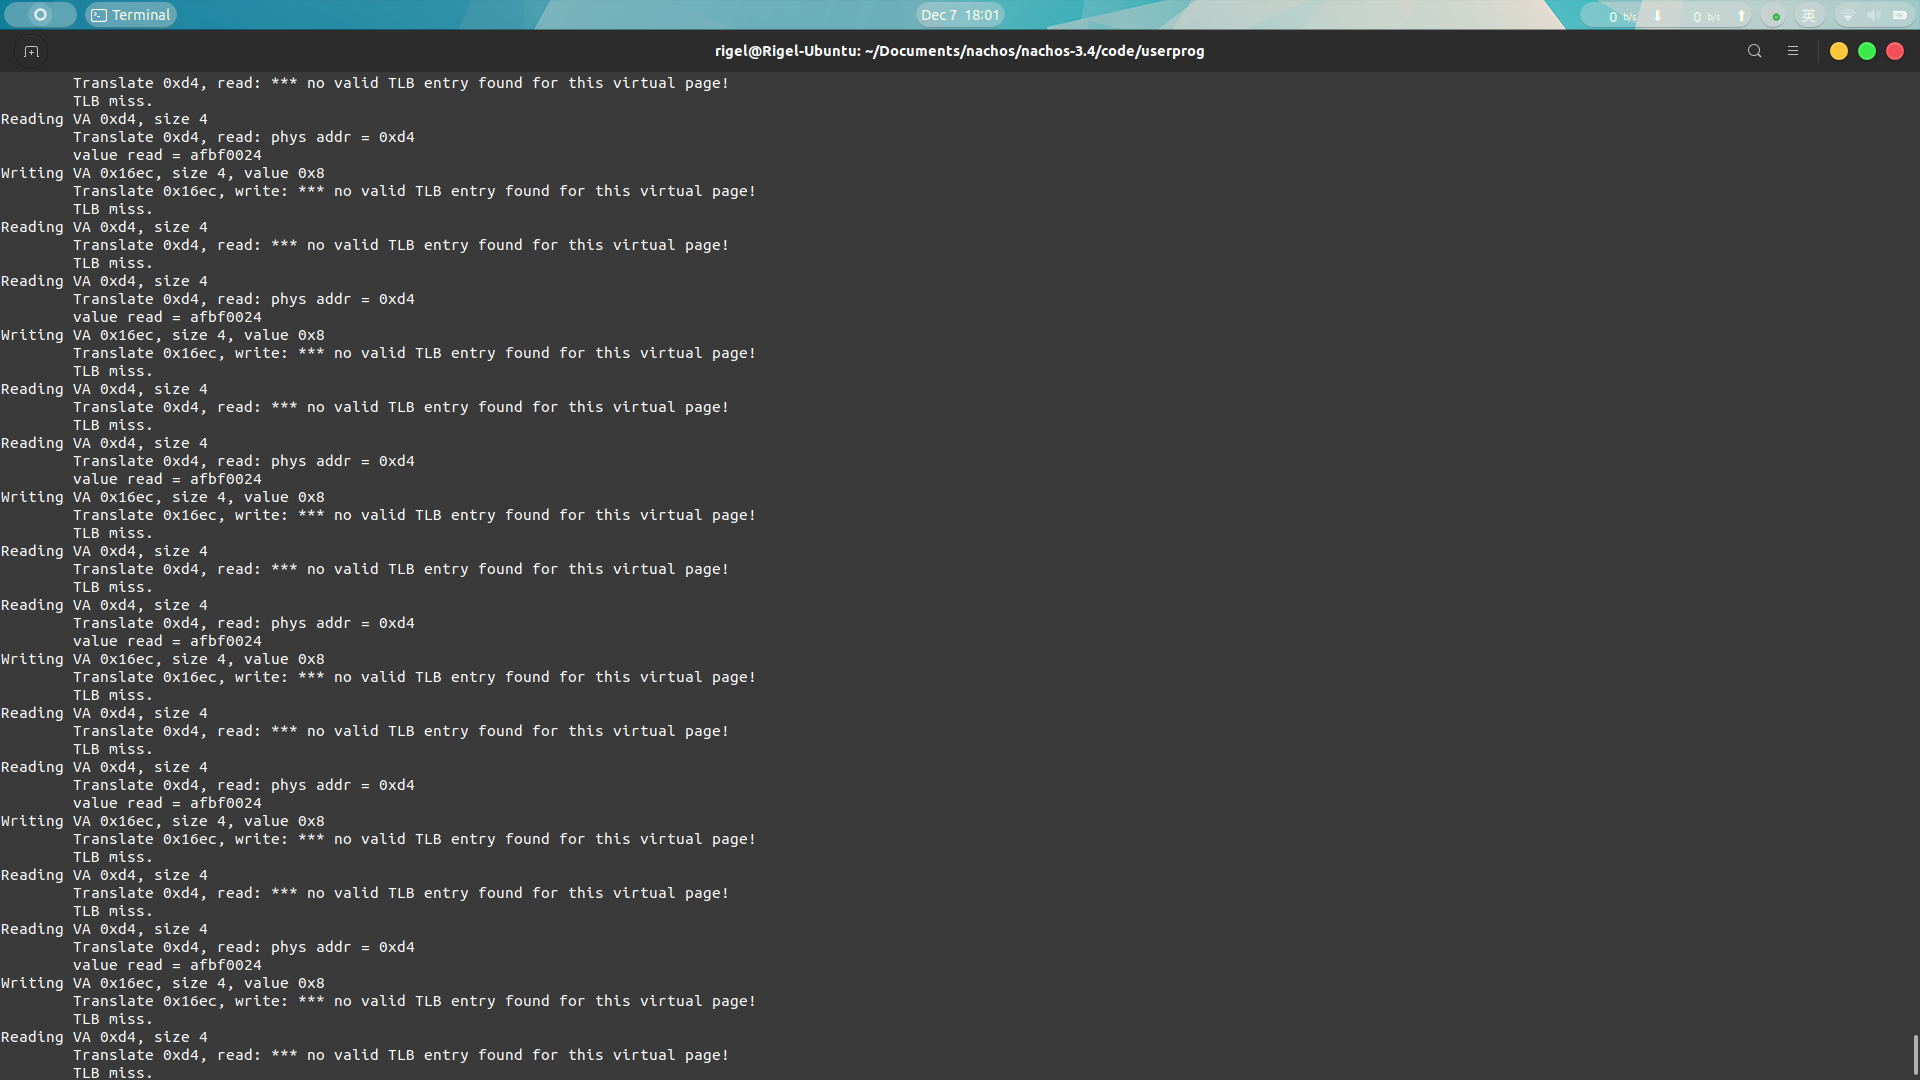 Terminal
Dec 7 18:01
0 b/s
0 b/s
英
rigel@Rigel-Ubuntu: ~/Documents/nachos/nachos-3.4/code/userprog
Translate 0xd4, read: *** no valid TLB entry found for this virtual page!
TLB miss.
Reading VA 0xd4, size 4
Translate 0xd4, read: phys addr = 0xd4
value read = afbf0024
Writing VA 0x16ec, size 4, value 0x8
Translate 0x16ec, write: *** no valid TLB entry found for this virtual page!
TLB miss.
Reading VA 0xd4, size 4
Translate 0xd4, read: *** no valid TLB entry found for this virtual page!
TLB miss.
Reading VA 0xd4, size 4
Translate 0xd4, read: phys addr = 0xd4
value read = afbf0024
Writing VA 0x16ec, size 4, value 0x8
Translate 0x16ec, write: *** no valid TLB entry found for this virtual page!
TLB miss.
Reading VA 0xd4, size 4
Translate 0xd4, read: *** no valid TLB entry found for this virtual page!
TLB miss.
Reading VA 0xd4, size 4
Translate 0xd4, read: phys addr = 0xd4
value read = afbf0024
Writing VA 0x16ec, size 4, value 0x8
Translate 0x16ec, write: *** no valid TLB entry found for this virtual page!
TLB miss.
Reading VA 0xd4, size 4
Translate 0xd4, read: *** no valid TLB entry found for this virtual page!
TLB miss.
Reading VA 0xd4, size 4
Translate 0xd4, read: phys addr = 0xd4
value read = afbf0024
Writing VA 0x16ec, size 4, value 0x8
Translate 0x16ec, write: *** no valid TLB entry found for this virtual page!
TLB miss.
Reading VA 0xd4, size 4
Translate 0xd4, read: *** no valid TLB entry found for this virtual page!
TLB miss.
Reading VA 0xd4, size 4
Translate 0xd4, read: phys addr = 0xd4
value read = afbf0024
Writing VA 0x16ec, size 4, value 0x8
Translate 0x16ec, write: *** no valid TLB entry found for this virtual page!
TLB miss.
Reading VA 0xd4, size 4
Translate 0xd4, read: *** no valid TLB entry found for this virtual page!
TLB miss.
Reading VA 0xd4, size 4
Translate 0xd4, read: phys addr = 0xd4
value read = afbf0024
Writing VA 0x16ec, size 4, value 0x8
Translate 0x16ec, write: *** no valid TLB entry found for this virtual page!
TLB miss.
Reading VA 0xd4, size 4
Translate 0xd4, read: *** no valid TLB entry found for this virtual page!
TLB miss.